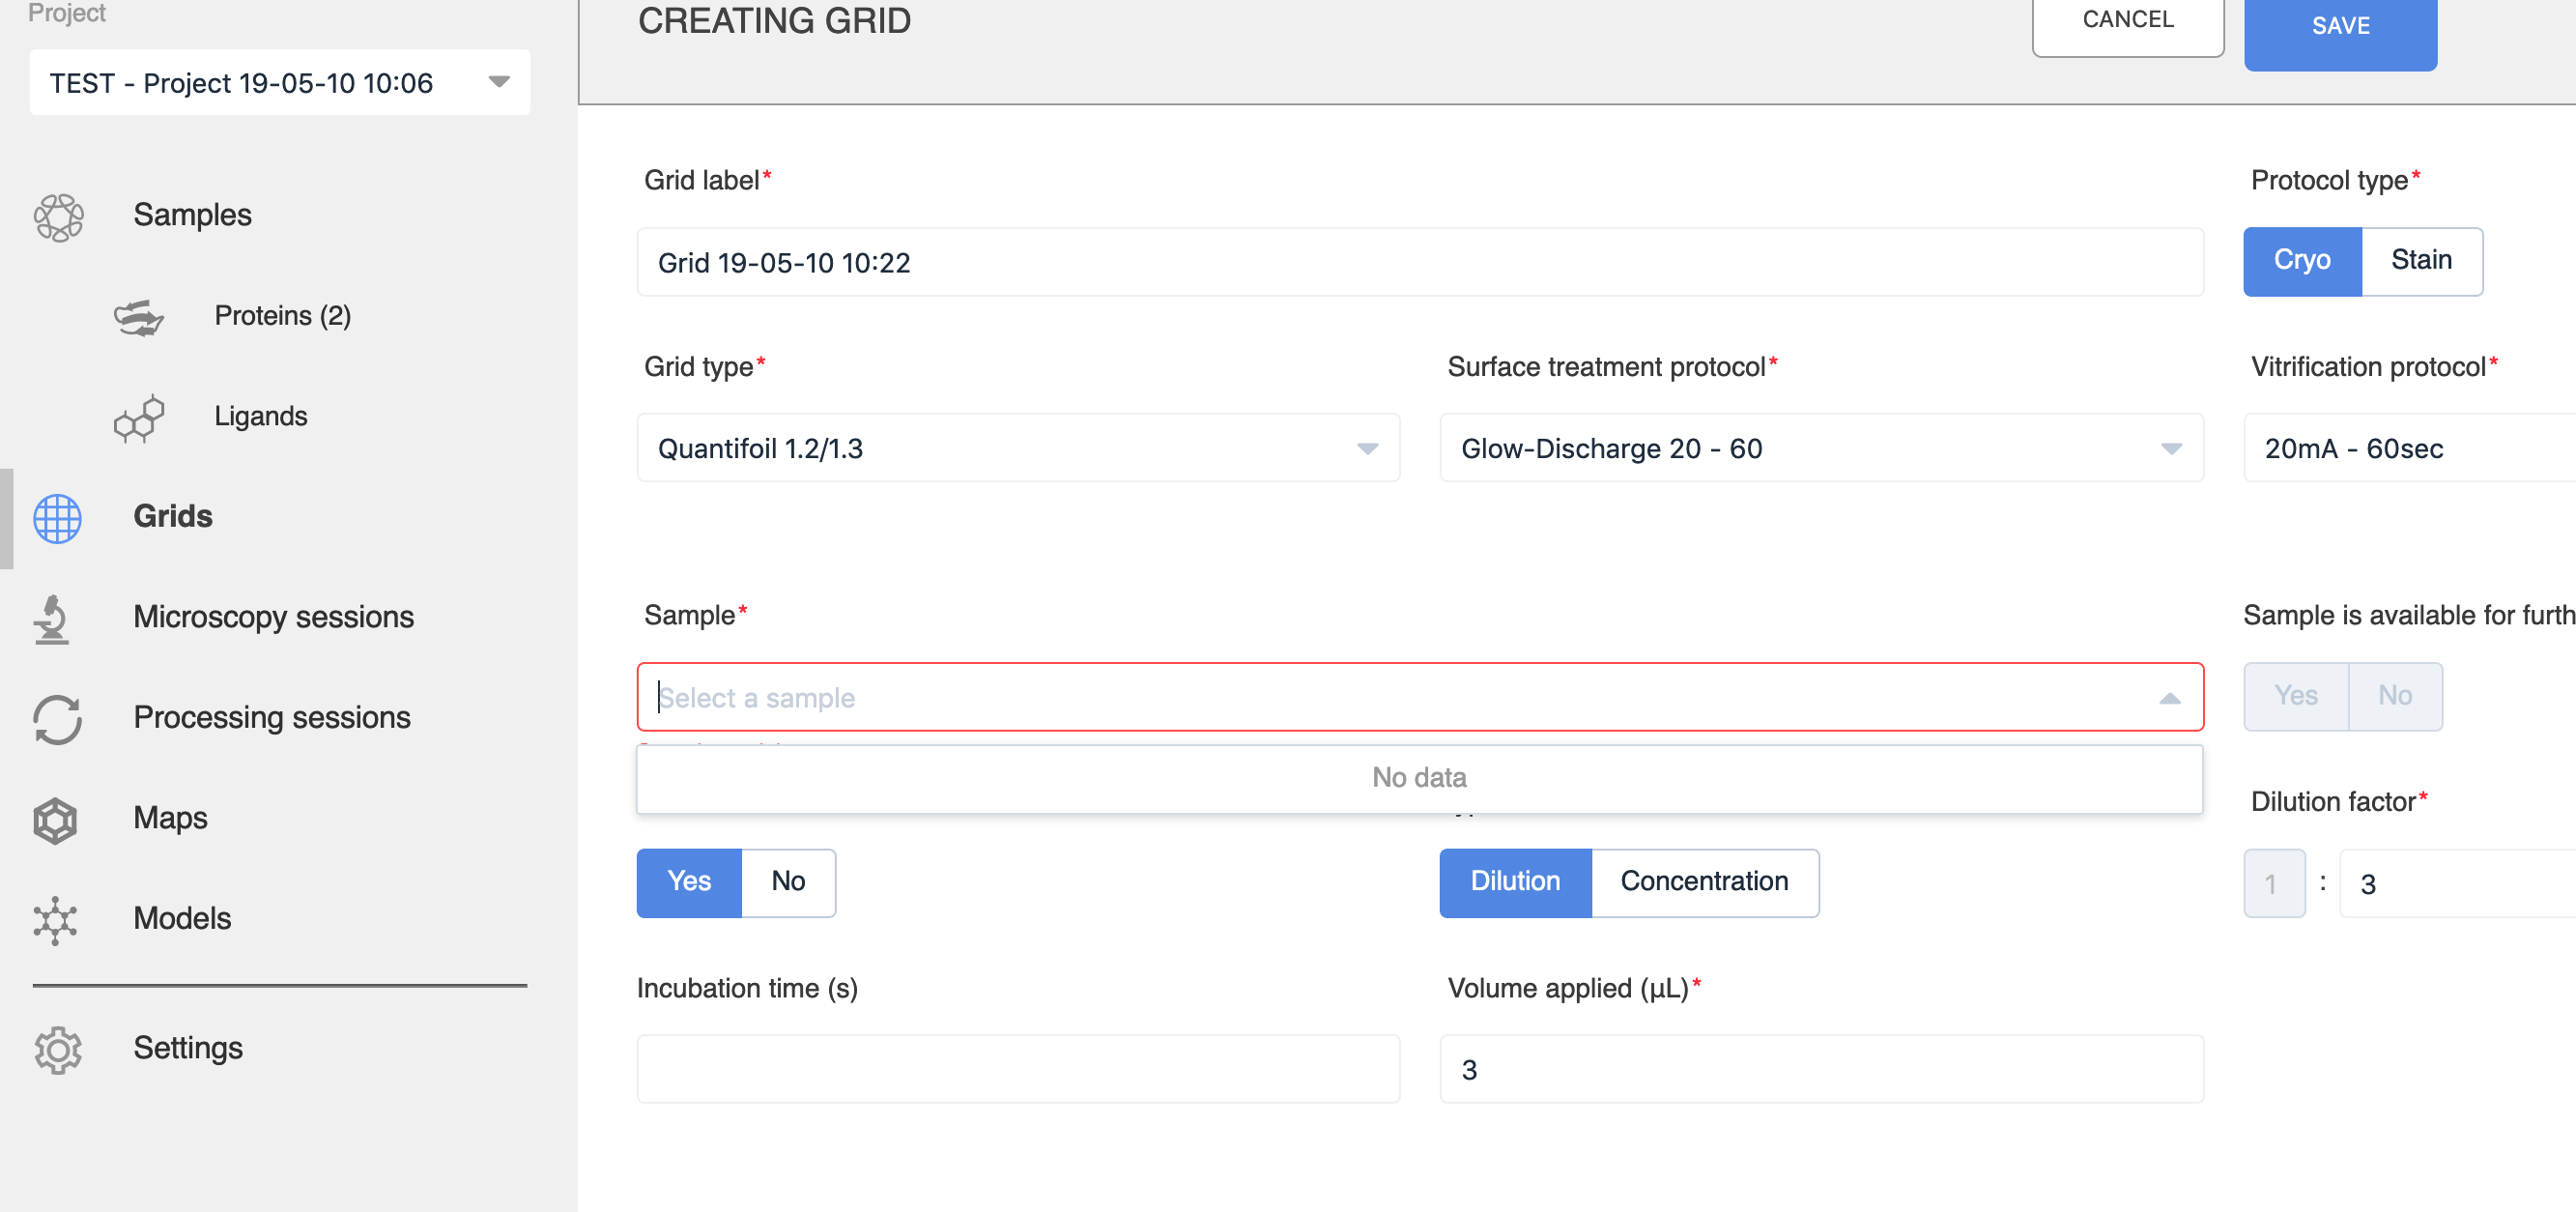 Project
TEST - Project 19-05-10 10:06
Samples
Proteins (2)
Ligands
Grids
Microscopy sessions
Processing sessions
Maps
Models
Settings
CREATING GRID
CANCEL
SAVE
Grid label*
Protocol type*
Grid 19-05-10 10:22
Cryo
Stain
Grid type*
Surface treatment protocol*
Vitrification protocol*
Quantifoil 1.2/1.3
Glow-Discharge 20 - 60
20mA - 60sec
Sample*
Sample is available for
Select a sample
Yes
No
No data
Dilution factor*
Yes
No
Dilution
Concentration
1 : 3
Incubation time (s)
Volume applied (µL)*
3